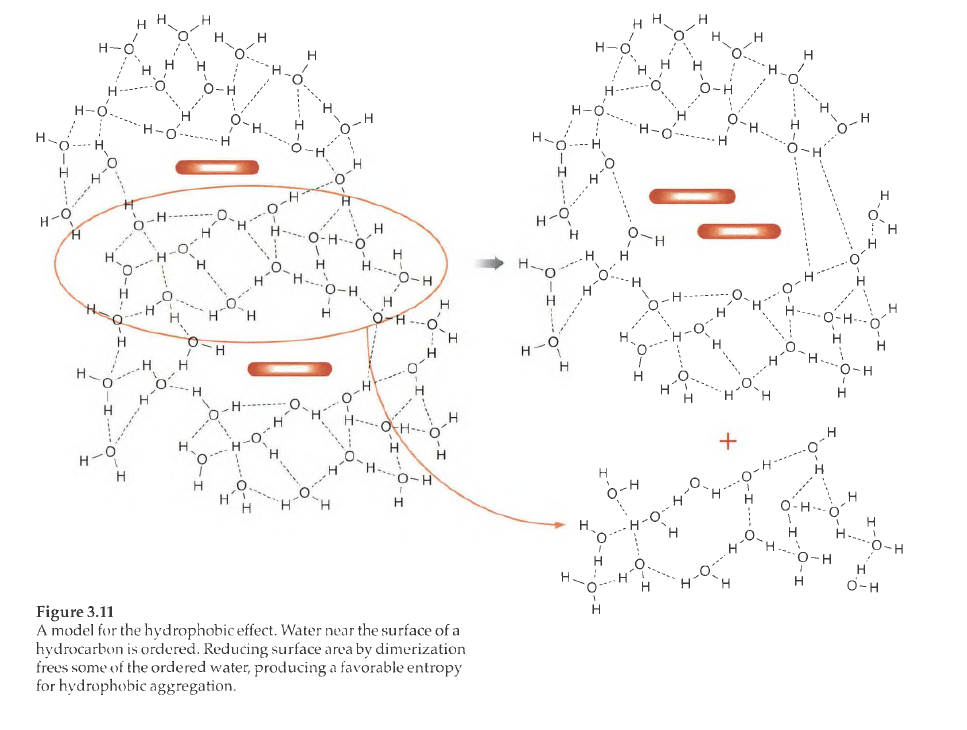 Figure 3.11
A model for the hydrophobic effect. Water near the surface of a
hydrocarbon is ordered. Reducing surface area by dimerization
frees some of the ordered water, producing a favorable entropy
for hydrophobic aggregation.
+